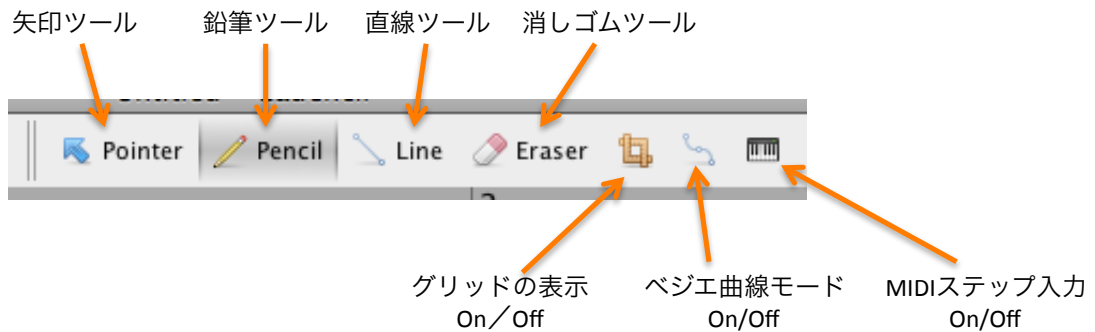 矢印ツール 鉛筆ツール 直線ツール 消しゴムツール
Pointer Pencil Line Eraser
グリッドの表示 ベジエ曲線モード MIDIステップ入力
On／Off On/Off On/Off